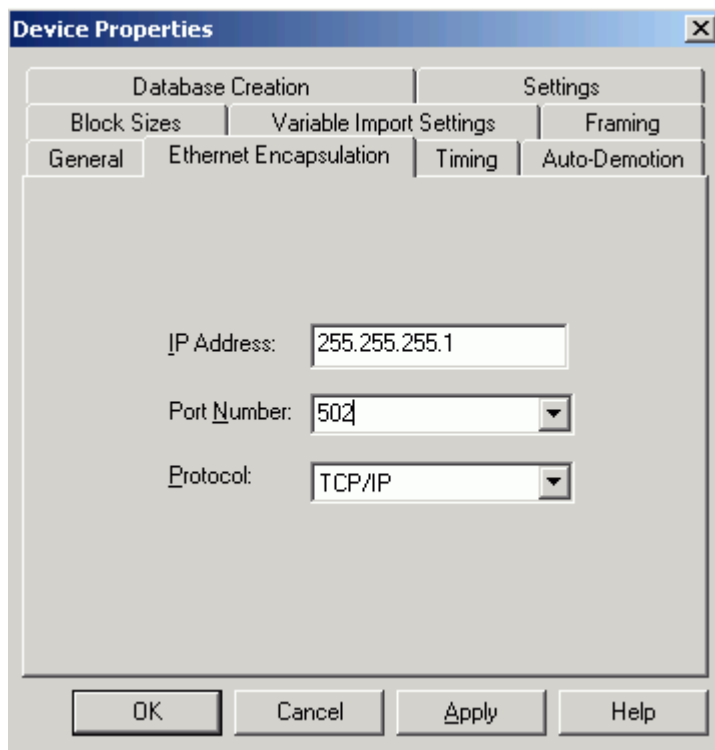 Device Properties
Database Creation Settings
Block Sizes Variable Import Settings Framing
General Ethernet Encapsulation Timing Auto-Demotion
IP Address: 255.255.255.1
Port Number: 502
Protocol: TCP/IP
OK Cancel Apply Help